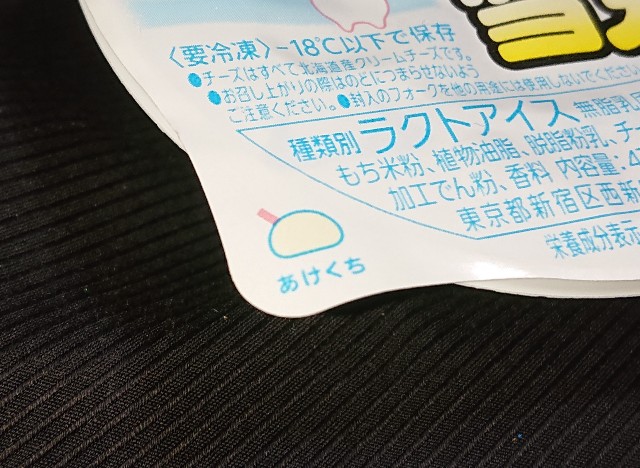 〈要冷凍〉-18℃以下で保存
●チーズはすべて北海道産クリームチーズです。
●お召し上がりの際はのどにつまらせないよう
ご注意ください。●封入のフォークを他の用途には使用しないでください
種類別 ラクトアイス 無脂乳
もち米粉、植物油脂、脱脂粉乳、チ
加工でん粉、香料 内容量:4
東京都新宿区西新
栄養成分表示
あけくち